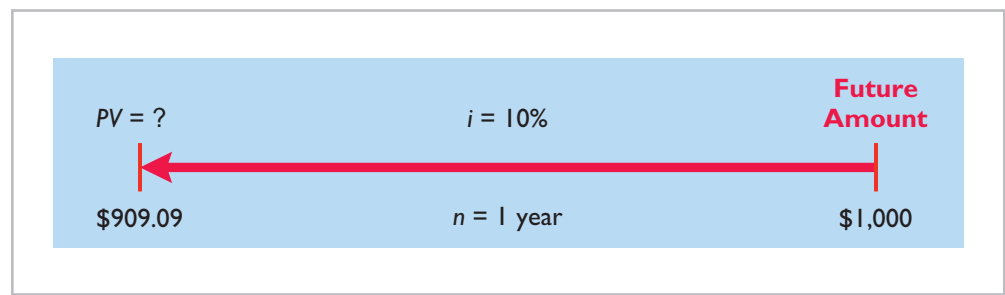 Future
Amount
PV = ?
i = 10%
$909.09
n = 1 year
$1,000